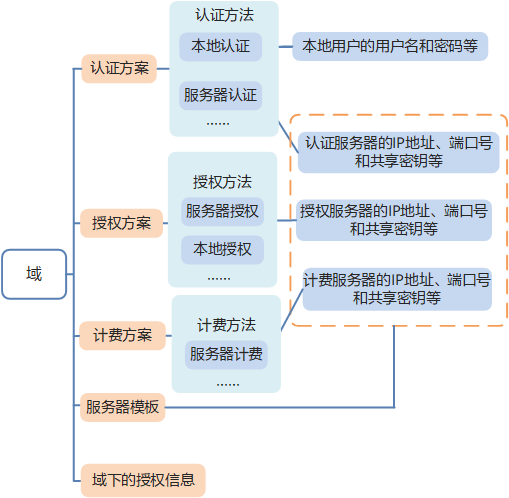 域
认证方案
认证方法
本地认证
服务器认证
……
本地用户的用户名和密码等
认证服务器的IP地址、端口号
和共享密钥等
授权方案
授权方法
服务器授权
本地授权
……
授权服务器的IP地址、端口号
和共享密钥等
计费方案
计费方法
服务器计费
……
计费服务器的IP地址、端口号
和共享密钥等
服务器模板
域下的授权信息